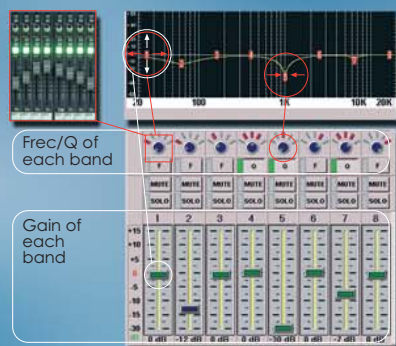 20 100 1K 10K 20K
Frec/Q of
each band
F F F Q Q F Q F
MUTE MUTE MUTE MUTE MUTE MUTE MUTE MUTE
SOLO SOLO SOLO SOLO SOLO SOLO SOLO SOLO
1 2 3 4 5 6 7 8
Gain of
each
band
+15
+10
+5
0
-5
-10
-15
-20
-30
0 dB -12 dB 0 dB 0 dB -30 dB 0 dB -7 dB 0 dB